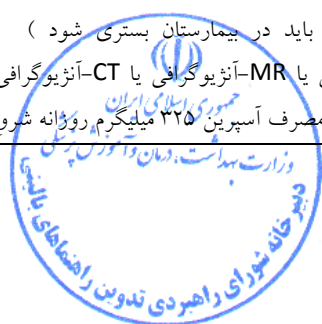 باید در بیمارستان بستری شود )
یا MR-آنژیوگرافی یا CT-آنژیوگرافی
مصرف آسپرین ۳۲۵ میلیگرم روزانه شرو
جمهوری اسلامی ایران
وزارت بهداشت، درمان و آموزش پزشکی
دبیرخانه شورای راهبردی تدوین راهنماهای بالینی